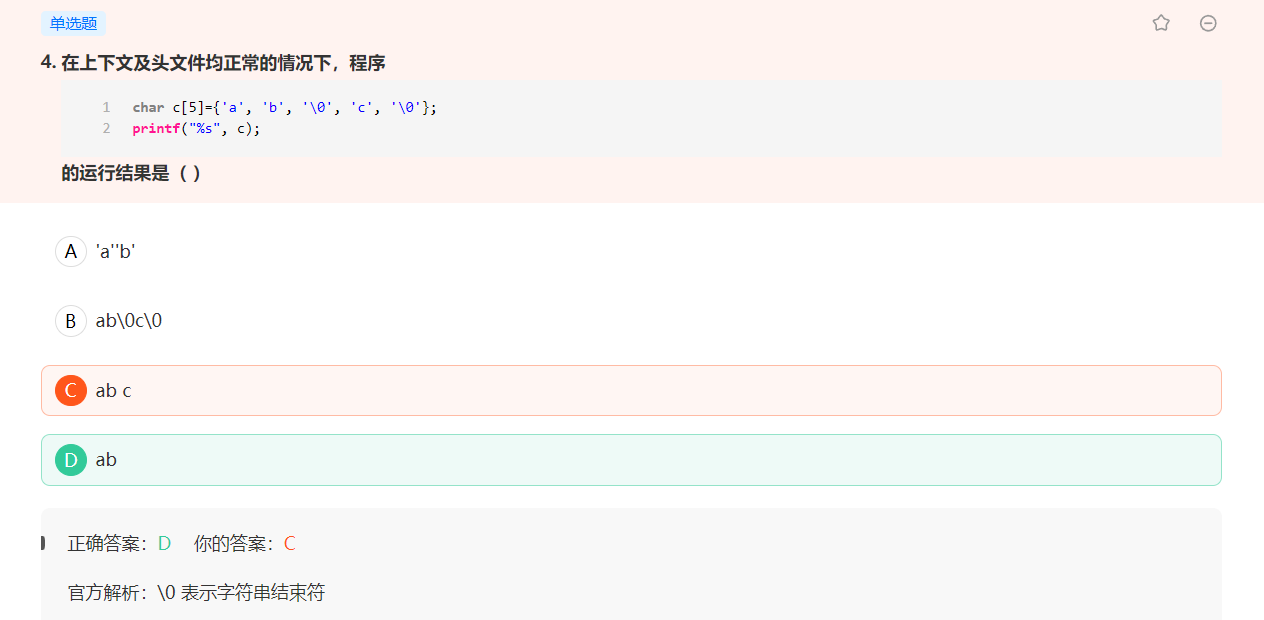 单选题
4. 在上下文及头文件均正常的情况下，程序
1 char c[5]={'a', 'b', '\0', 'c', '\0'};
2 printf("%s", c);
的运行结果是（ ）
A 'a''b'
B ab\0c\0
C ab c
D ab
正确答案：D 你的答案：C
官方解析：\0 表示字符串结束符